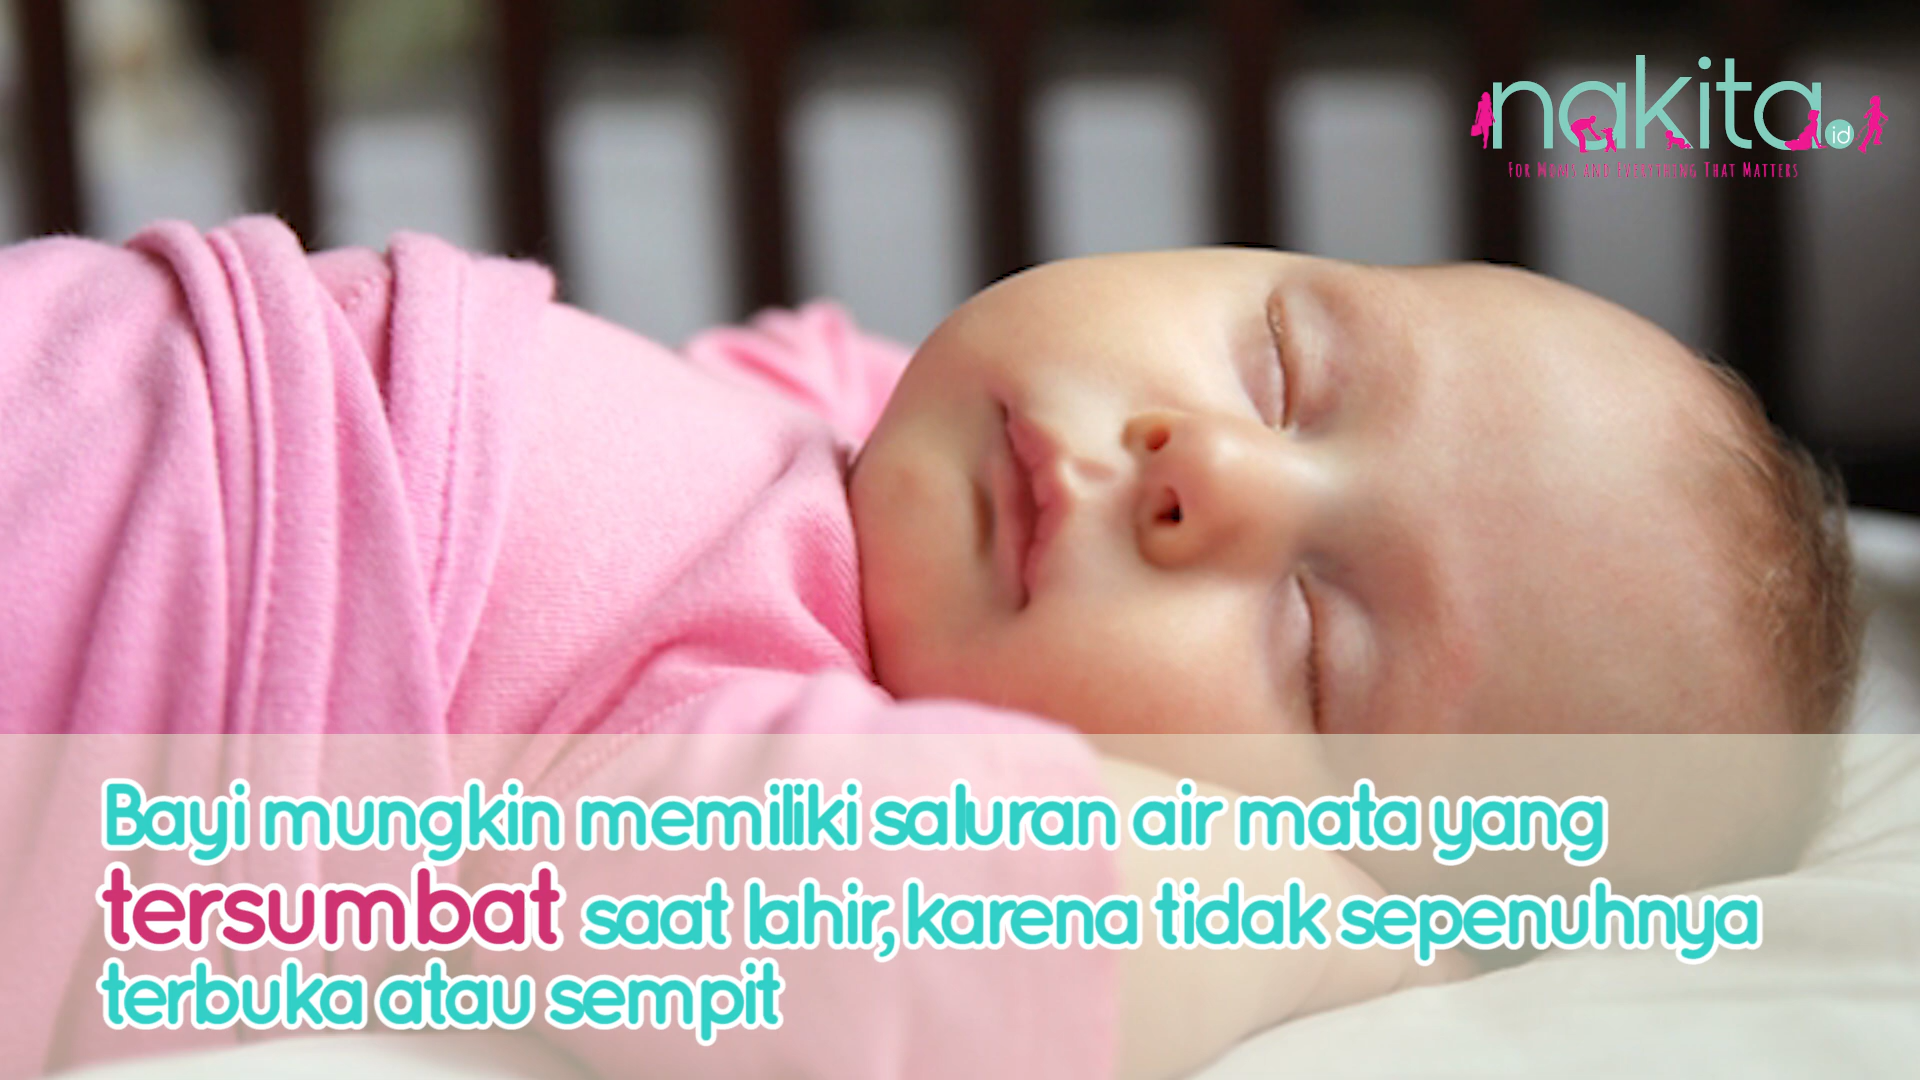 nakita.id
FOR MOMS AND EVERYTHING THAT MATTERS
Bayi mungkin memiliki saluran air mata yang
tersumbat saat lahir, karena tidak sepenuhnya
terbuka atau sempit